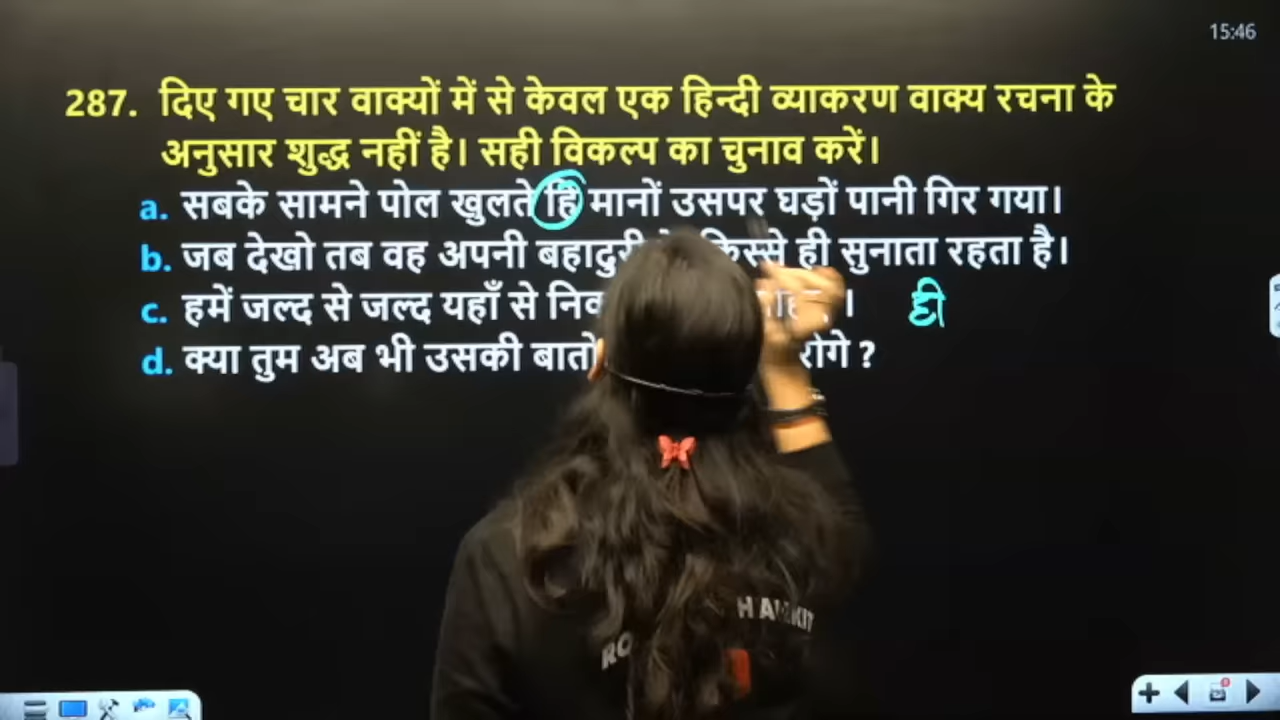 15:46
287. दिए गए चार वाक्यों में से केवल एक हिन्दी व्याकरण वाक्य रचना के
अनुसार शुद्ध नहीं है। सही विकल्प का चुनाव करें।
a. सबके सामने पोल खुलते हि मानों उसपर घड़ों पानी गिर गया।
b. जब देखो तब वह अपनी किस्से ही सुनाता रहता है।
c. हमें जल्द से जल्द यहाँ से ।
ही
d. क्या तुम अब भी उसकी ?